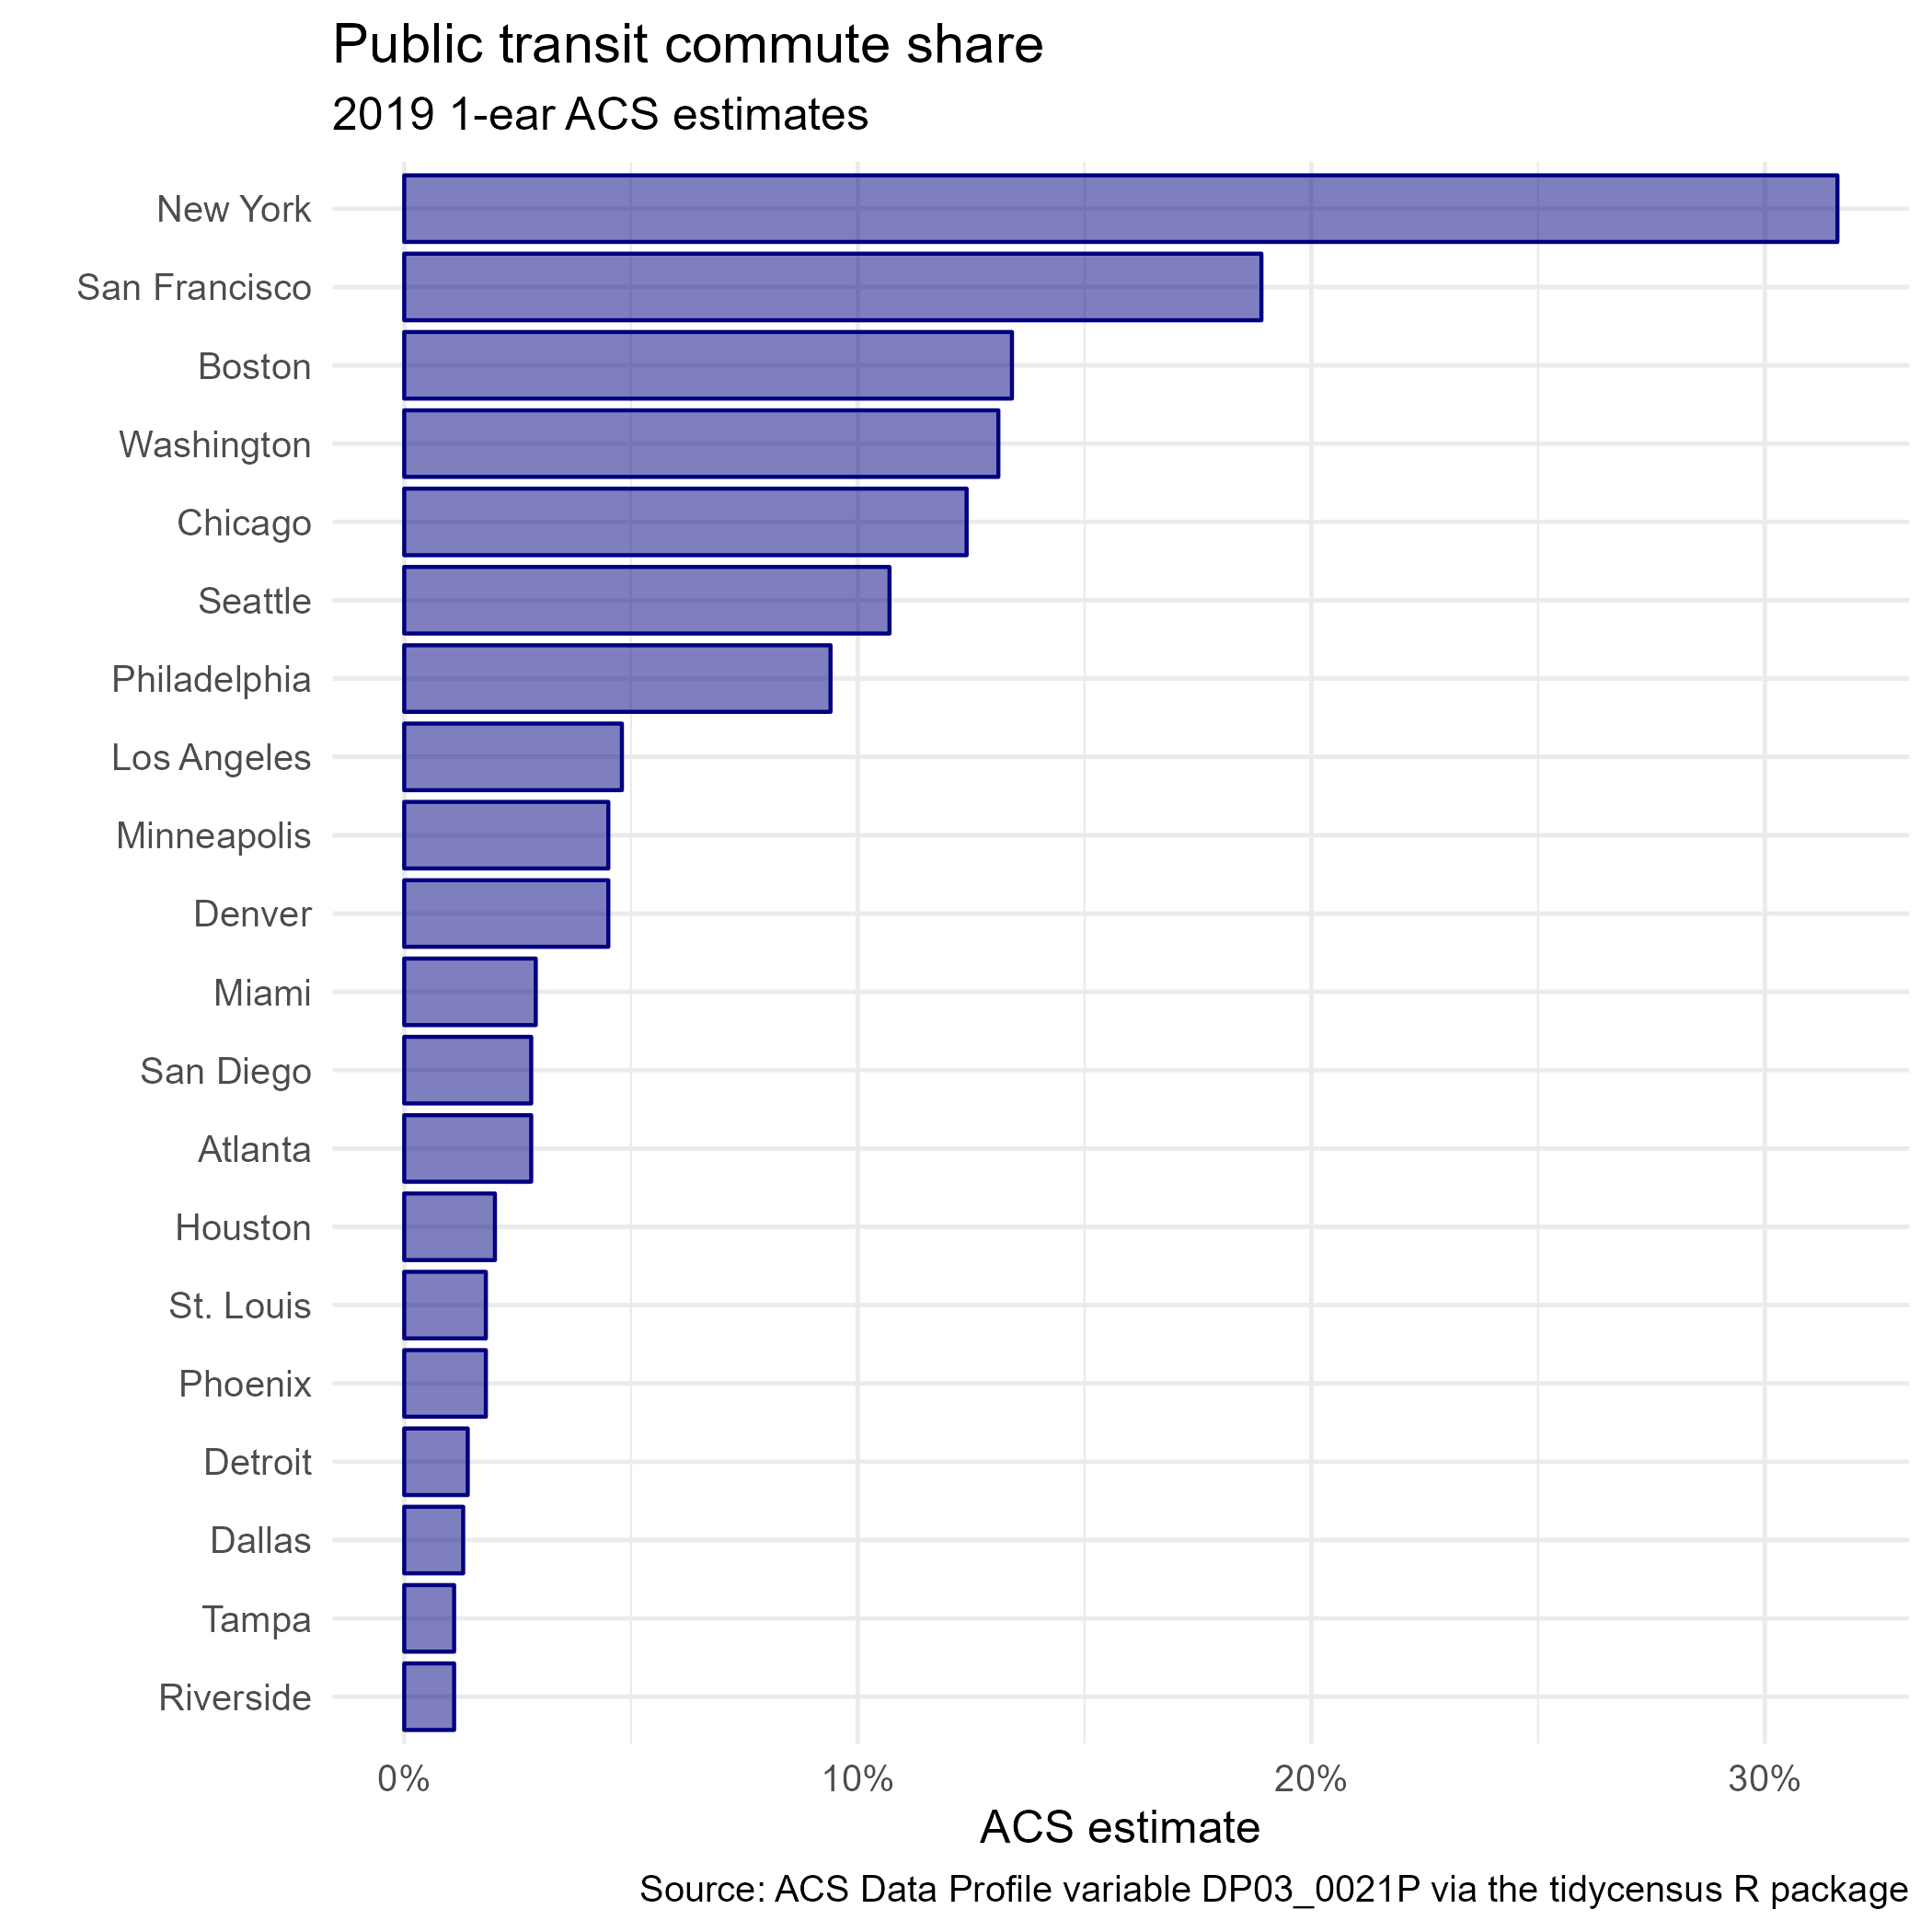 Public transit commute share
2019 1-ear ACS estimates
New York
San Francisco
Boston
Washington
Chicago
Seattle
Philadelphia
Los Angeles
Minneapolis
Denver
Miami
San Diego
Atlanta
Houston
St. Louis
Phoenix
Detroit
Dallas
Tampa
Riverside
0% 10% 20% 30%
ACS estimate
Source: ACS Data Profile variable DP03_0021P via the tidycensus R package